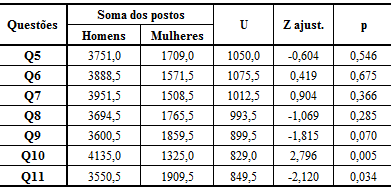 Questões Soma dos postos U Z ajust. p
Homens Mulheres
Q5 3751,0 1709,0 1050,0 -0,604 0,546
Q6 3888,5 1571,5 1075,5 0,419 0,675
Q7 3951,5 1508,5 1012,5 0,904 0,366
Q8 3694,5 1765,5 993,5 -1,069 0,285
Q9 3600,5 1859,5 899,5 -1,815 0,070
Q10 4135,0 1325,0 829,0 2,796 0,005
Q11 3550,5 1909,5 849,5 -2,120 0,034